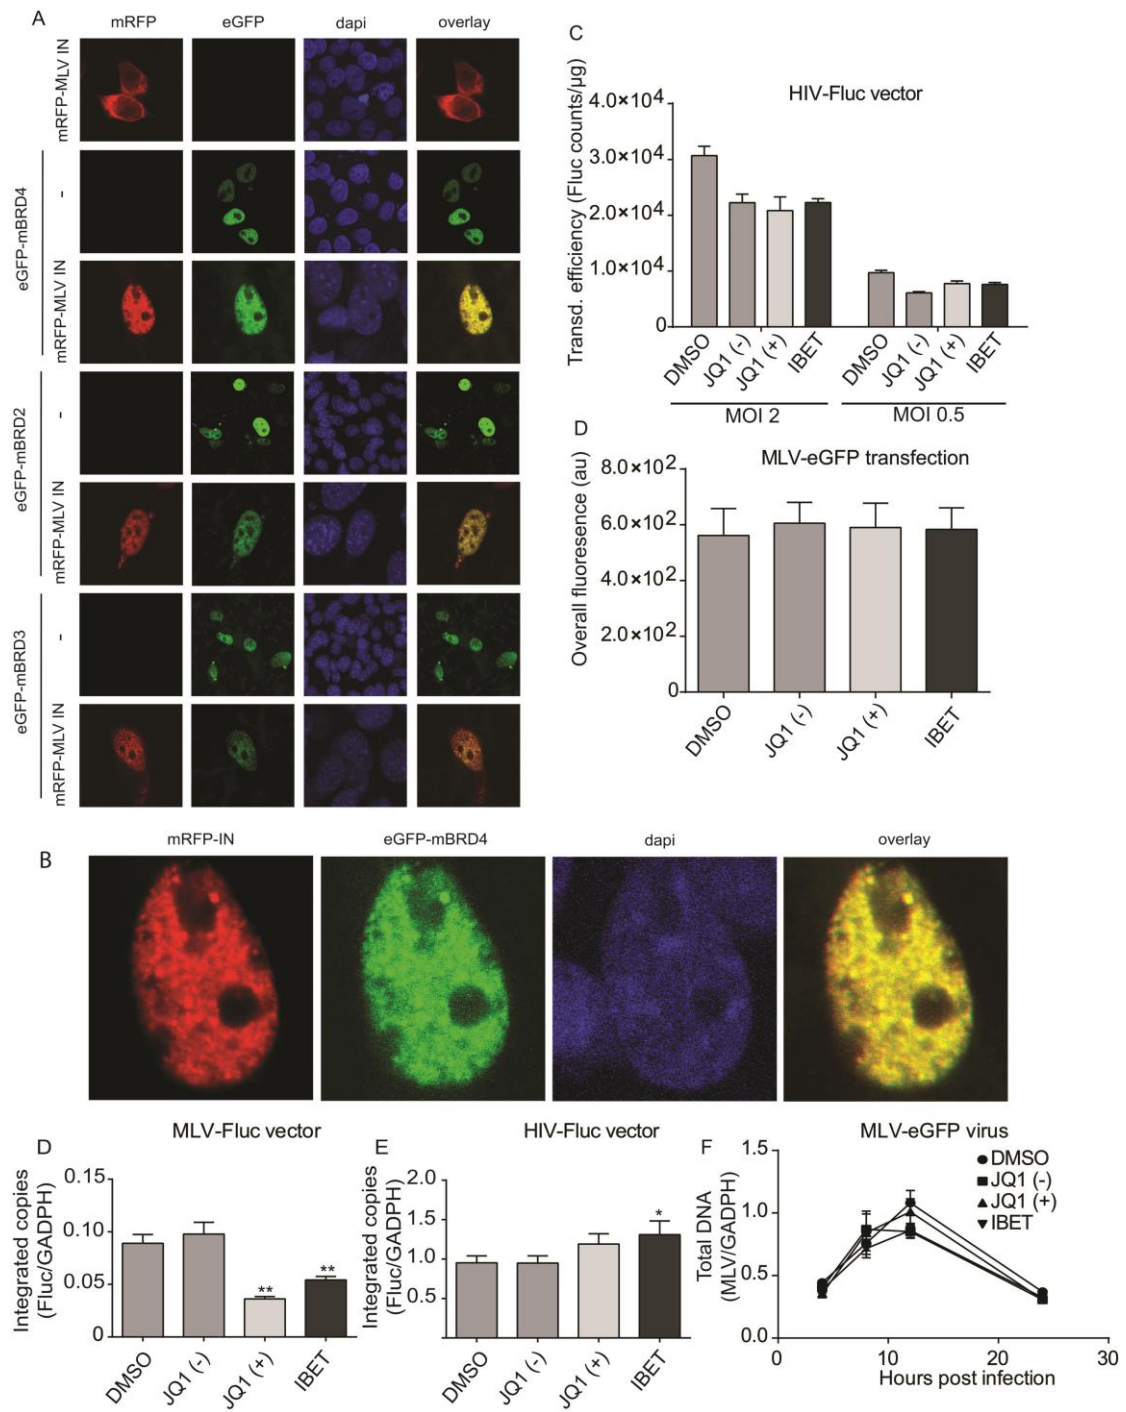 A
mRFP eGFP dapi overlay
mRFP-MLV IN
eGFP-mBRD4
-
mRFP-MLV IN
eGFP-mBRD2
-
mRFP-MLV IN
eGFP-mBRD3
-
mRFP-MLV IN
C
HIV-Fluc vector
Transd. efficiency (Fluc counts/µg)
4.0×10⁴
3.0×10⁴
2.0×10⁴
1.0×10⁴
0
DMSO JQ1 (-) JQ1 (+) IBET DMSO JQ1 (-) JQ1 (+) IBET
MOI 2 MOI 0.5
D
MLV-eGFP transfection
Overall fluoresence (au)
8.0×10²
6.0×10²
4.0×10²
2.0×10²
0
DMSO JQ1 (-) JQ1 (+) IBET
B
mRFP-IN eGFP-mBRD4 dapi overlay
D
MLV-Fluc vector
Integrated copies
(Fluc/GADPH)
0.15
0.10
0.05
0
** **
DMSO JQ1 (-) JQ1 (+) IBET
E
HIV-Fluc vector
Integrated copies
(Fluc/GADPH)
2.0
1.5
1.0
0.5
*
DMSO JQ1 (-) JQ1 (+) IBET
F
MLV-eGFP virus
Total DNA
(MLV/GADPH)
1.5
1.0
0.5
0.0
DMSO
JQ1 (-)
JQ1 (+)
IBET
0 10 20 30
Hours post infection